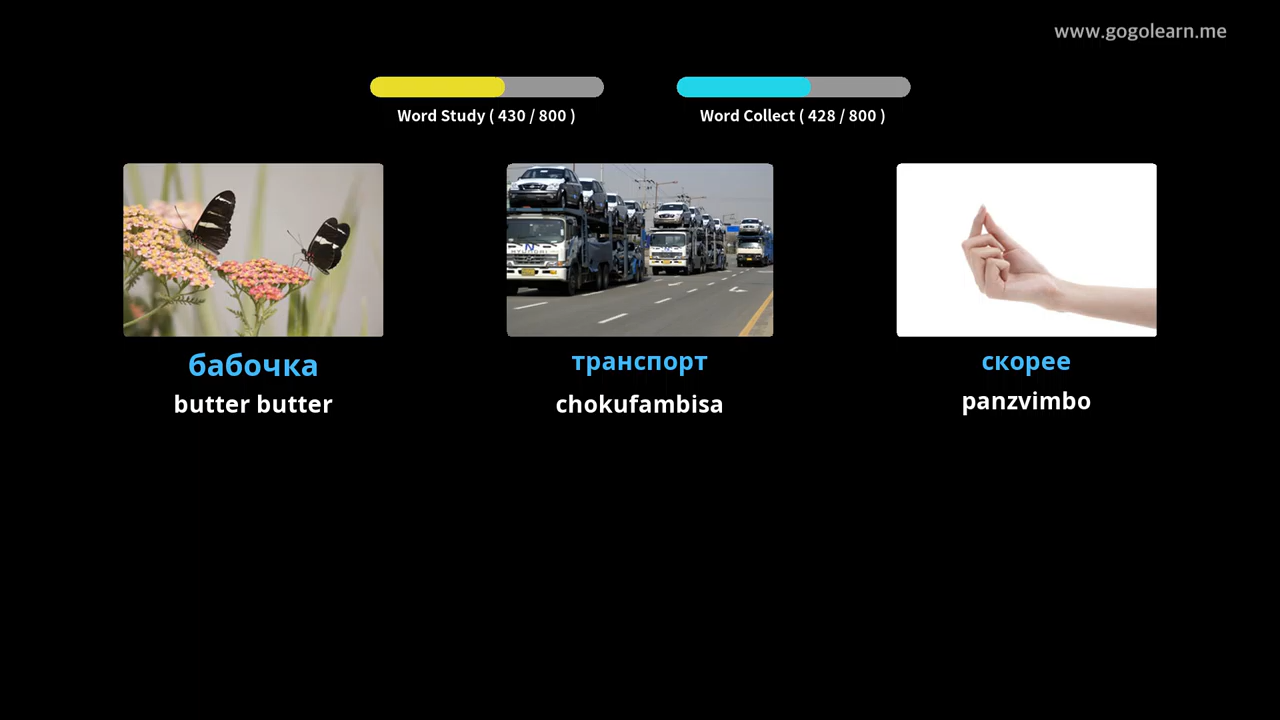 www.gogolearn.me
Word Study ( 430 / 800 )
Word Collect ( 428 / 800 )
бабочка
butter butter
транспорт
chokufambisa
скорее
panzvimbo